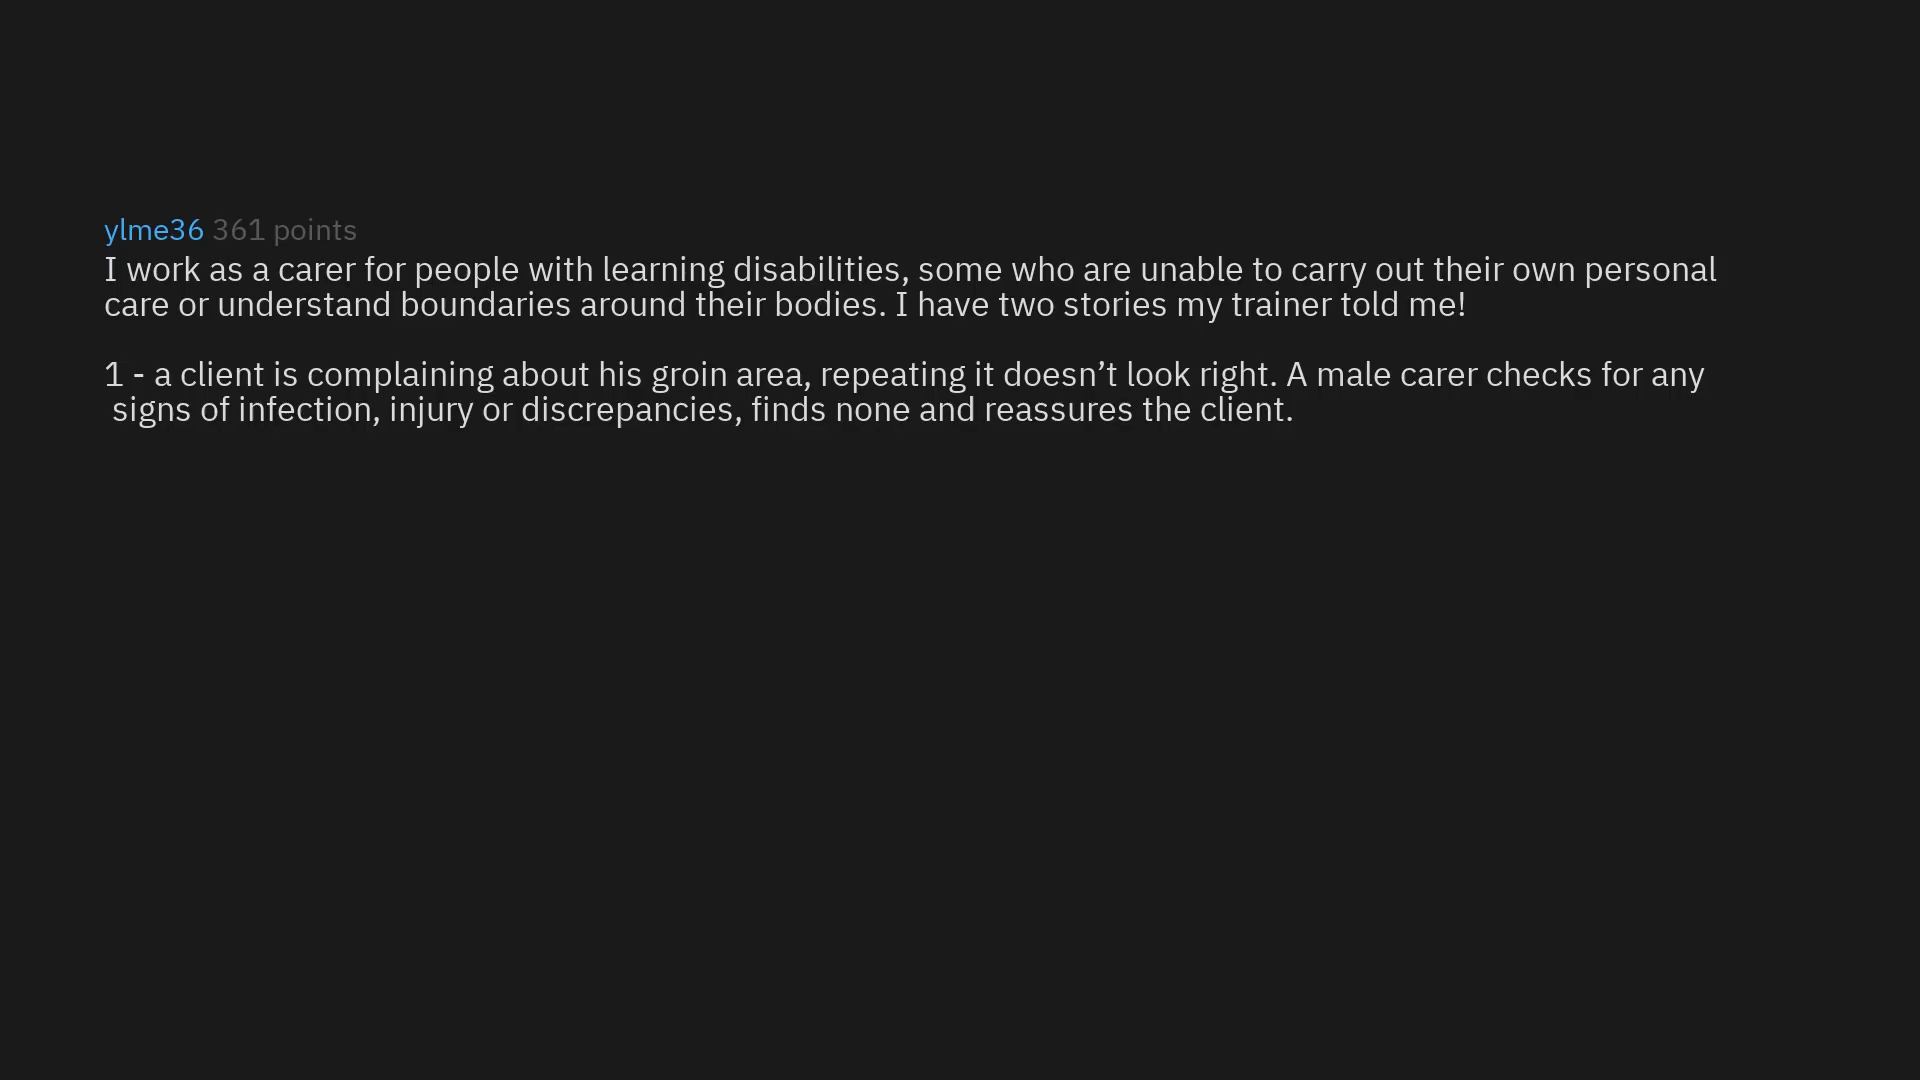 ylme36 361 points
I work as a carer for people with learning disabilities, some who are unable to carry out their own personal
care or understand boundaries around their bodies. I have two stories my trainer told me!
1 - a client is complaining about his groin area, repeating it doesn’t look right. A male carer checks for any
signs of infection, injury or discrepancies, finds none and reassures the client.